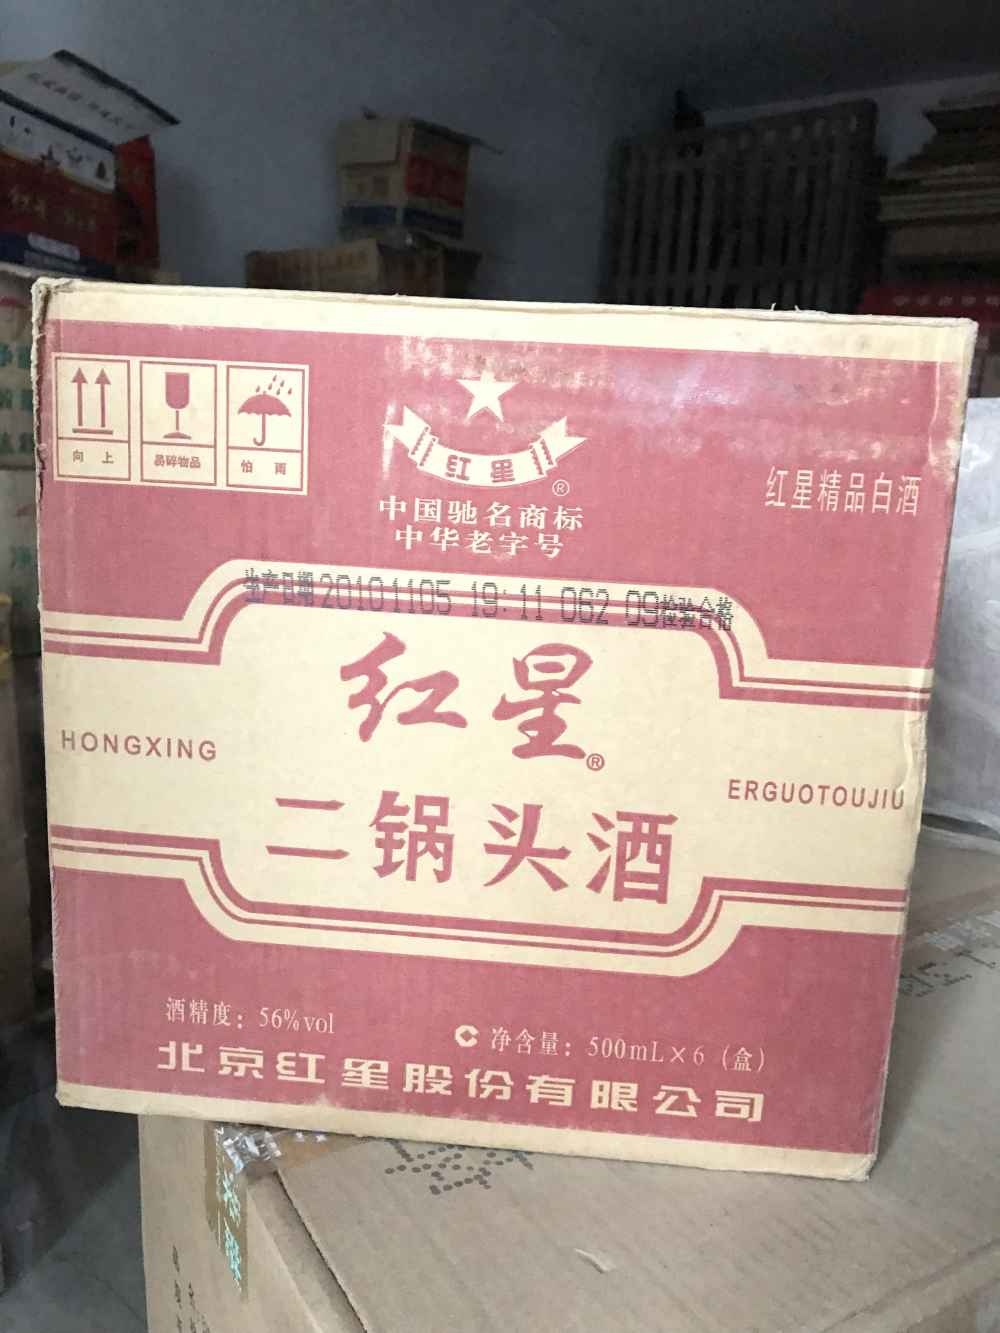 向 上
易碎物品
怕 雨
红星
®
中国驰名商标
中华老字号
红星精品白酒
生产日期20101105 19:11 062 09检验合格
红星®
HONGXING
ERGUOTOUJIU
二锅头酒
酒精度：56%vol
净含量：500mL×6（盒）
北京红星股份有限公司